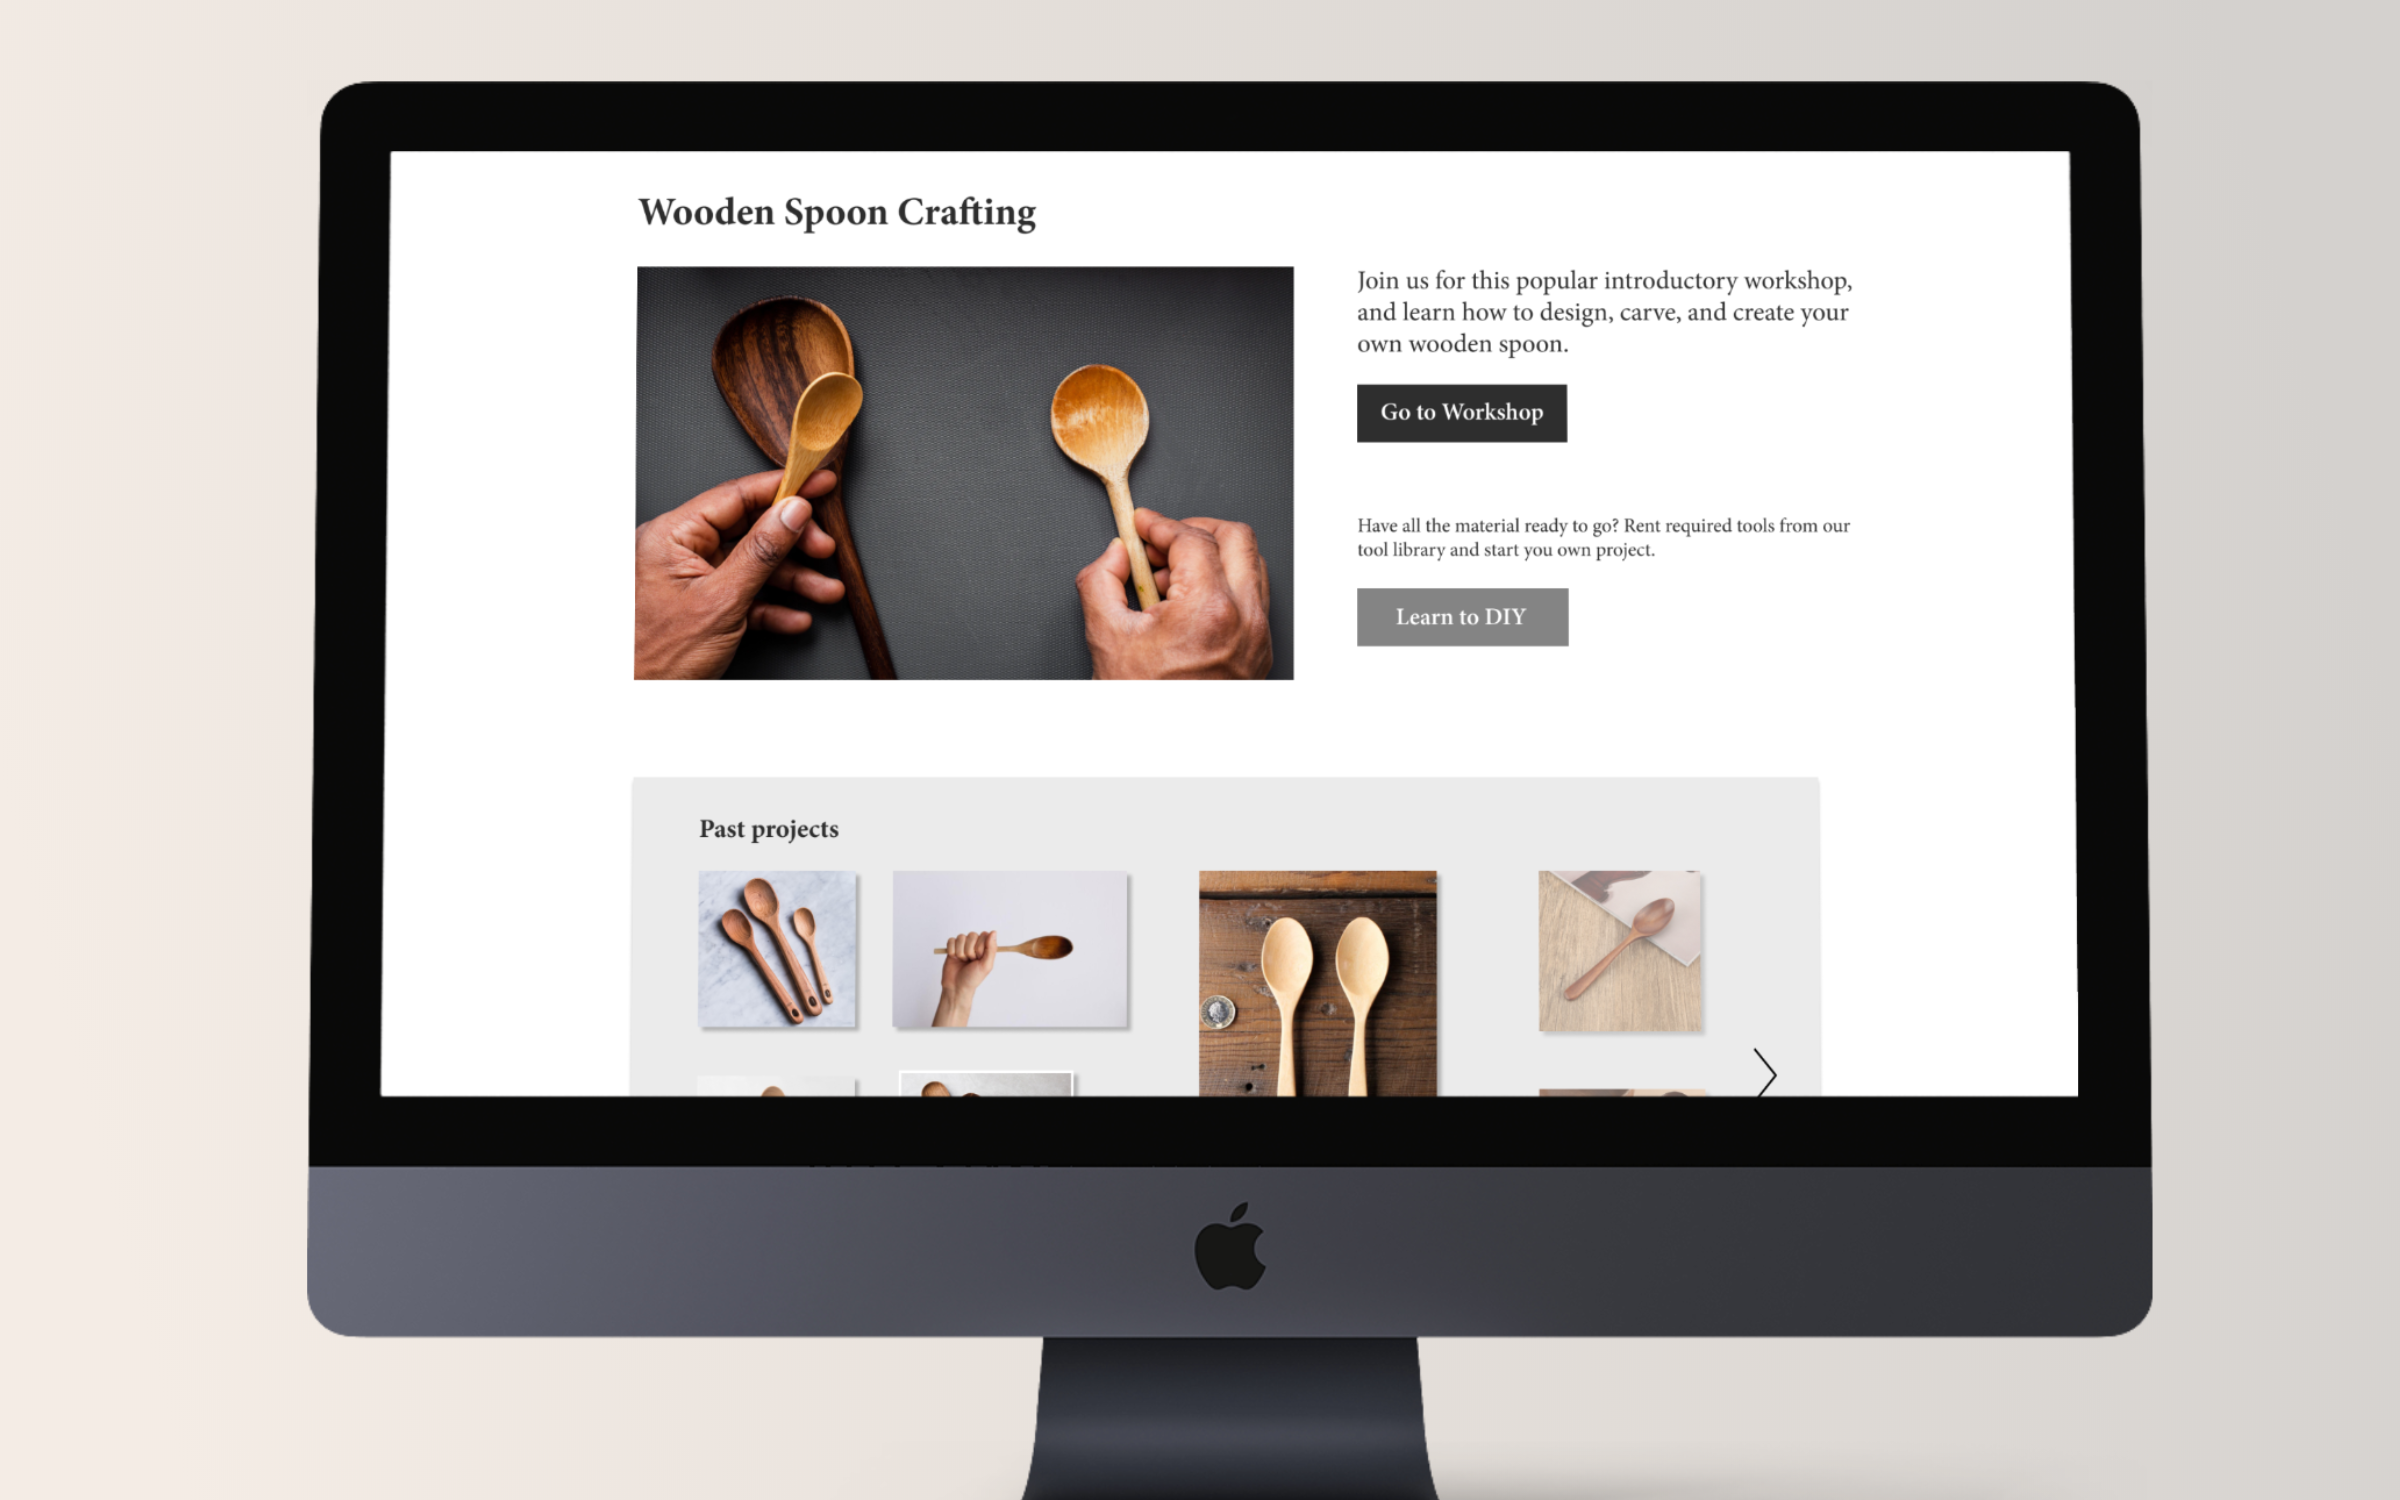 Wooden Spoon Crafting
Join us for this popular introductory workshop,
and learn how to design, carve, and create your
own wooden spoon.
Go to Workshop
Have all the material ready to go? Rent required tools from our
tool library and start you own project.
Learn to DIY
Past projects